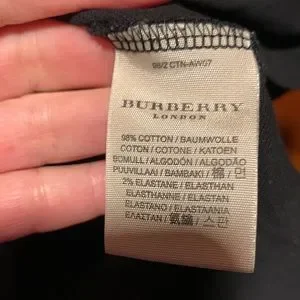 98/2 CTN-AW07
BURBERRY
LONDON
98% COTTON / BAUMWOLLE
COTON / COTONE / KATOEN
BOMULL / ALGODÓN / ALGODÃO
PUUVILLAA / BAMBAKI / 棉 / 면
2% ELASTANE / ELASTHAN
ELASTHANNE / ELASTAN
ELASTANO / ELASTAANIA
ΕΛΑΣΤΑΝ / 氨綸 / 스판